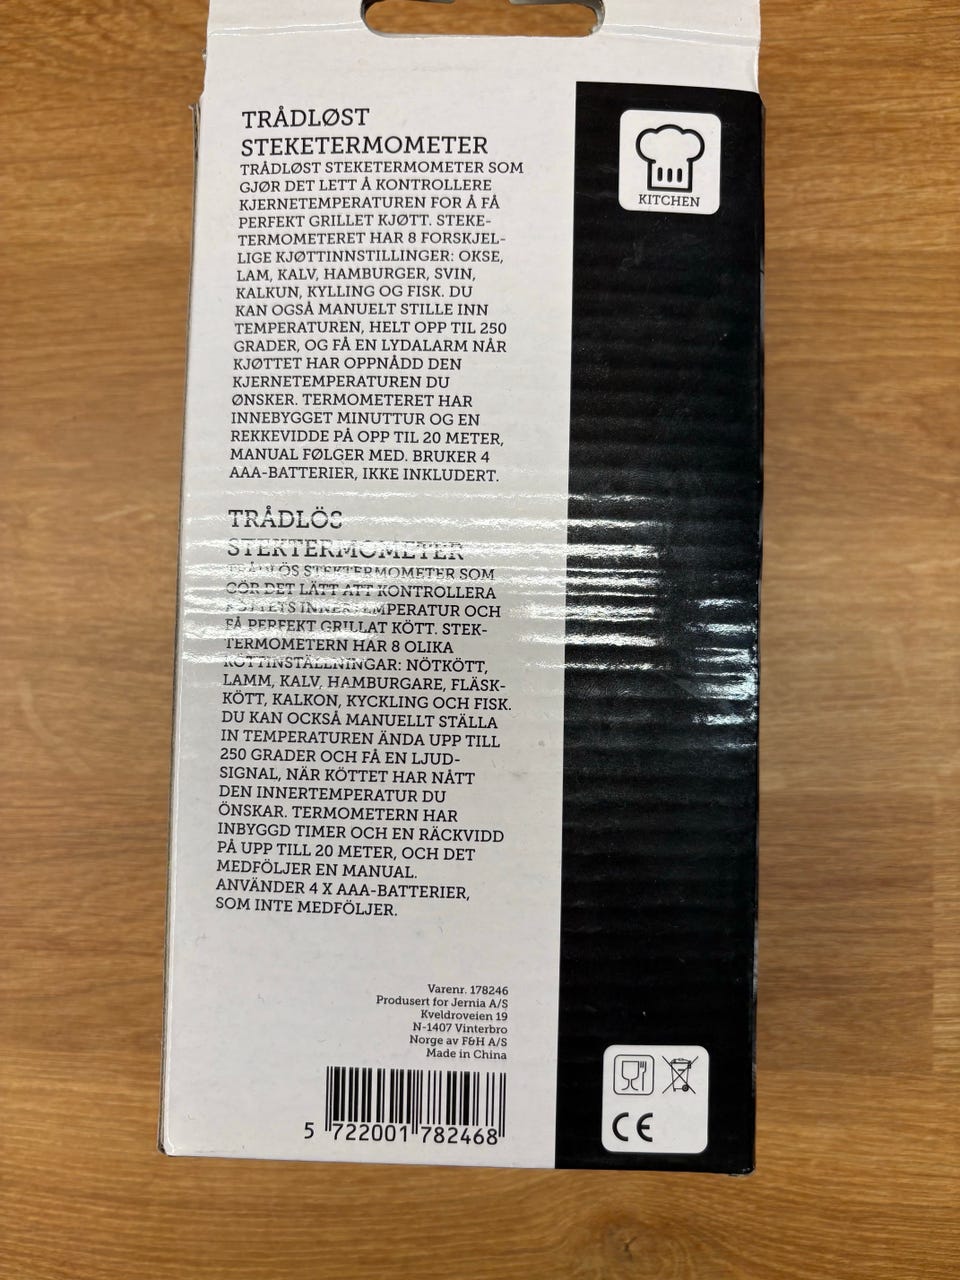 TRÅDLØST
STEKETERMOMETER
TRÅDLØST STEKETERMOMETER SOM
GJØR DET LETT Å KONTROLLERE
KJERNETEMPERATUREN FOR Å FÅ
PERFEKT GRILLET KJØTT. STEKE-
TERMOMETERET HAR 8 FORSKJEL-
LIGE KJØTTINNSTILLINGER: OKSE,
LAM, KALV, HAMBURGER, SVIN,
KALKUN, KYLLING OG FISK. DU
KAN OGSÅ MANUELT STILLE INN
TEMPERATUREN, HELT OPP TIL 250
GRADER, OG FÅ EN LYDALARM NÅR
KJØTTET HAR OPPNÅDD DEN
KJERNETEMPERATUREN DU
ØNSKER. TERMOMETERET HAR
INNEBYGGET MINUTTUR OG EN
REKKEVIDDE PÅ OPP TIL 20 METER,
MANUAL FØLGER MED. BRUKER 4
AAA-BATTERIER, IKKE INKLUDERT.
TRÅDLÖS
STEKTERMOMETER
TRÅDLÖS STEKTERMOMETER SOM
GÖR DET LÄTT ATT KONTROLLERA
KÖTTETS INNERTEMPERATUR OCH
FÅ PERFEKT GRILLAT KÖTT. STEK-
TERMOMETERN HAR 8 OLIKA
KÖTTINSTÄLLNINGAR: NÖTKÖTT,
LAMM, KALV, HAMBURGARE, FLÄSK-
KÖTT, KALKON, KYCKLING OCH FISK.
DU KAN OCKSÅ MANUELLT STÄLLA
IN TEMPERATUREN ÄNDA UPP TILL
250 GRADER OCH FÅ EN LJUD-
SIGNAL, NÄR KÖTTET HAR NÅTT
DEN INNERTEMPERATUR DU
ÖNSKAR. TERMOMETERN HAR
INBYGGD TIMER OCH EN RÄCKVIDD
PÅ UPP TILL 20 METER, OCH DET
MEDFÖLJER EN MANUAL.
ANVÄNDER 4 X AAA-BATTERIER,
SOM INTE MEDFÖLJER.
Varenr. 178246
Produsert for Jernia A/S
Kveldroveien 19
N-1407 Vinterbro
Norge av F&H A/S
Made in China
5 722001 782468
KITCHEN
CE